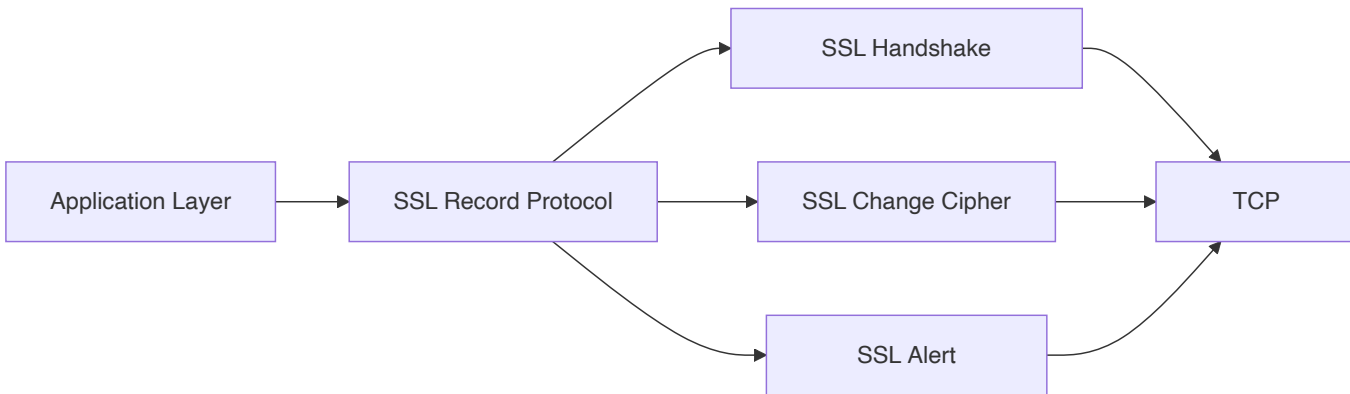 Application Layer
SSL Record Protocol
SSL Handshake
SSL Change Cipher
SSL Alert
TCP